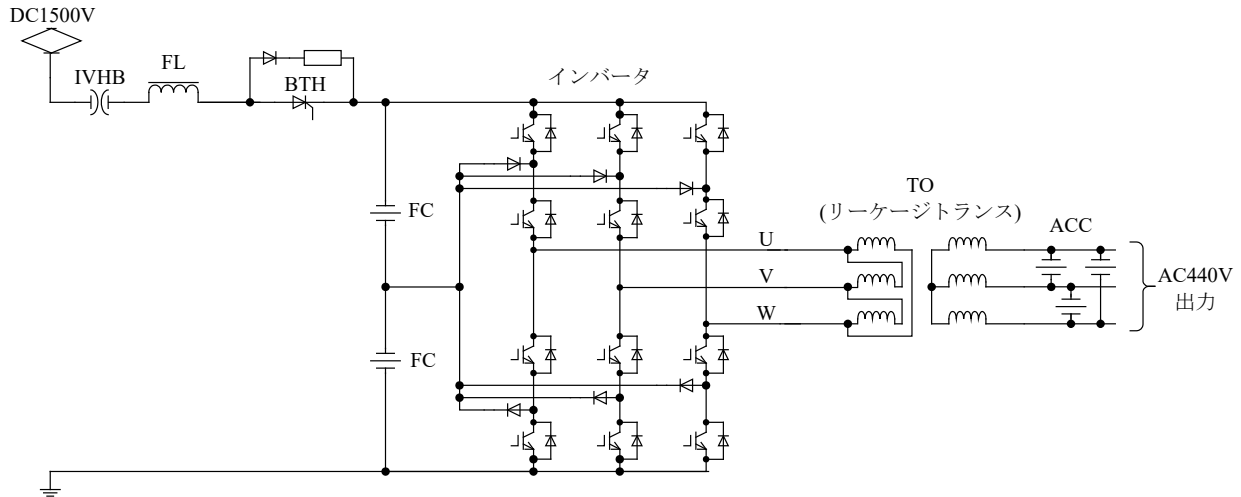 DC1500V
IVHB
FL
BTH
インバータ
FC
FC
U
V
W
TO
(リーケージトランス)
ACC
AC440V
出力